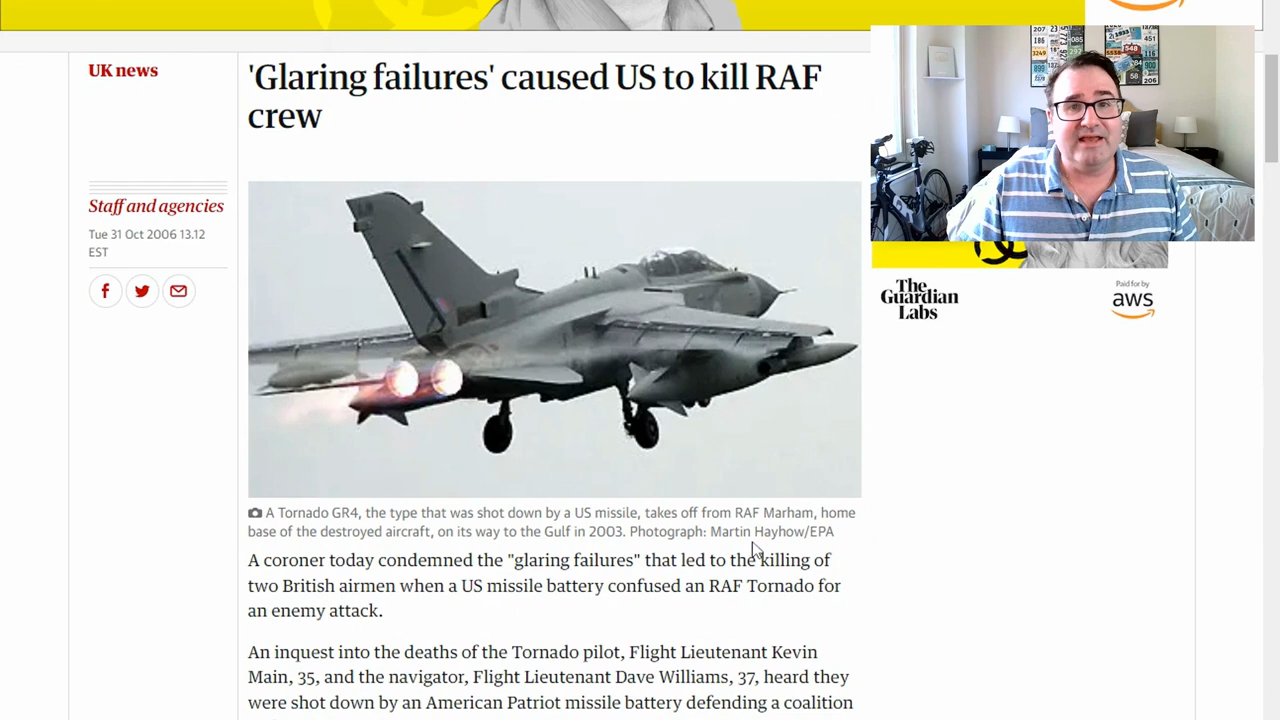 UK news
'Glaring failures' caused US to kill RAF
crew
Staff and agencies
Tue 31 Oct 2006 13.12
EST
The
Guardian
Labs
Paid for by
aws
A Tornado GR4, the type that was shot down by a US missile, takes off from RAF Marham, home
base of the destroyed aircraft, on its way to the Gulf in 2003. Photograph: Martin Hayhow/EPA
A coroner today condemned the "glaring failures" that led to the killing of
two British airmen when a US missile battery confused an RAF Tornado for
an enemy attack.
An inquest into the deaths of the Tornado pilot, Flight Lieutenant Kevin
Main, 35, and the navigator, Flight Lieutenant Dave Williams, 37, heard they
were shot down by an American Patriot missile battery defending a coalition